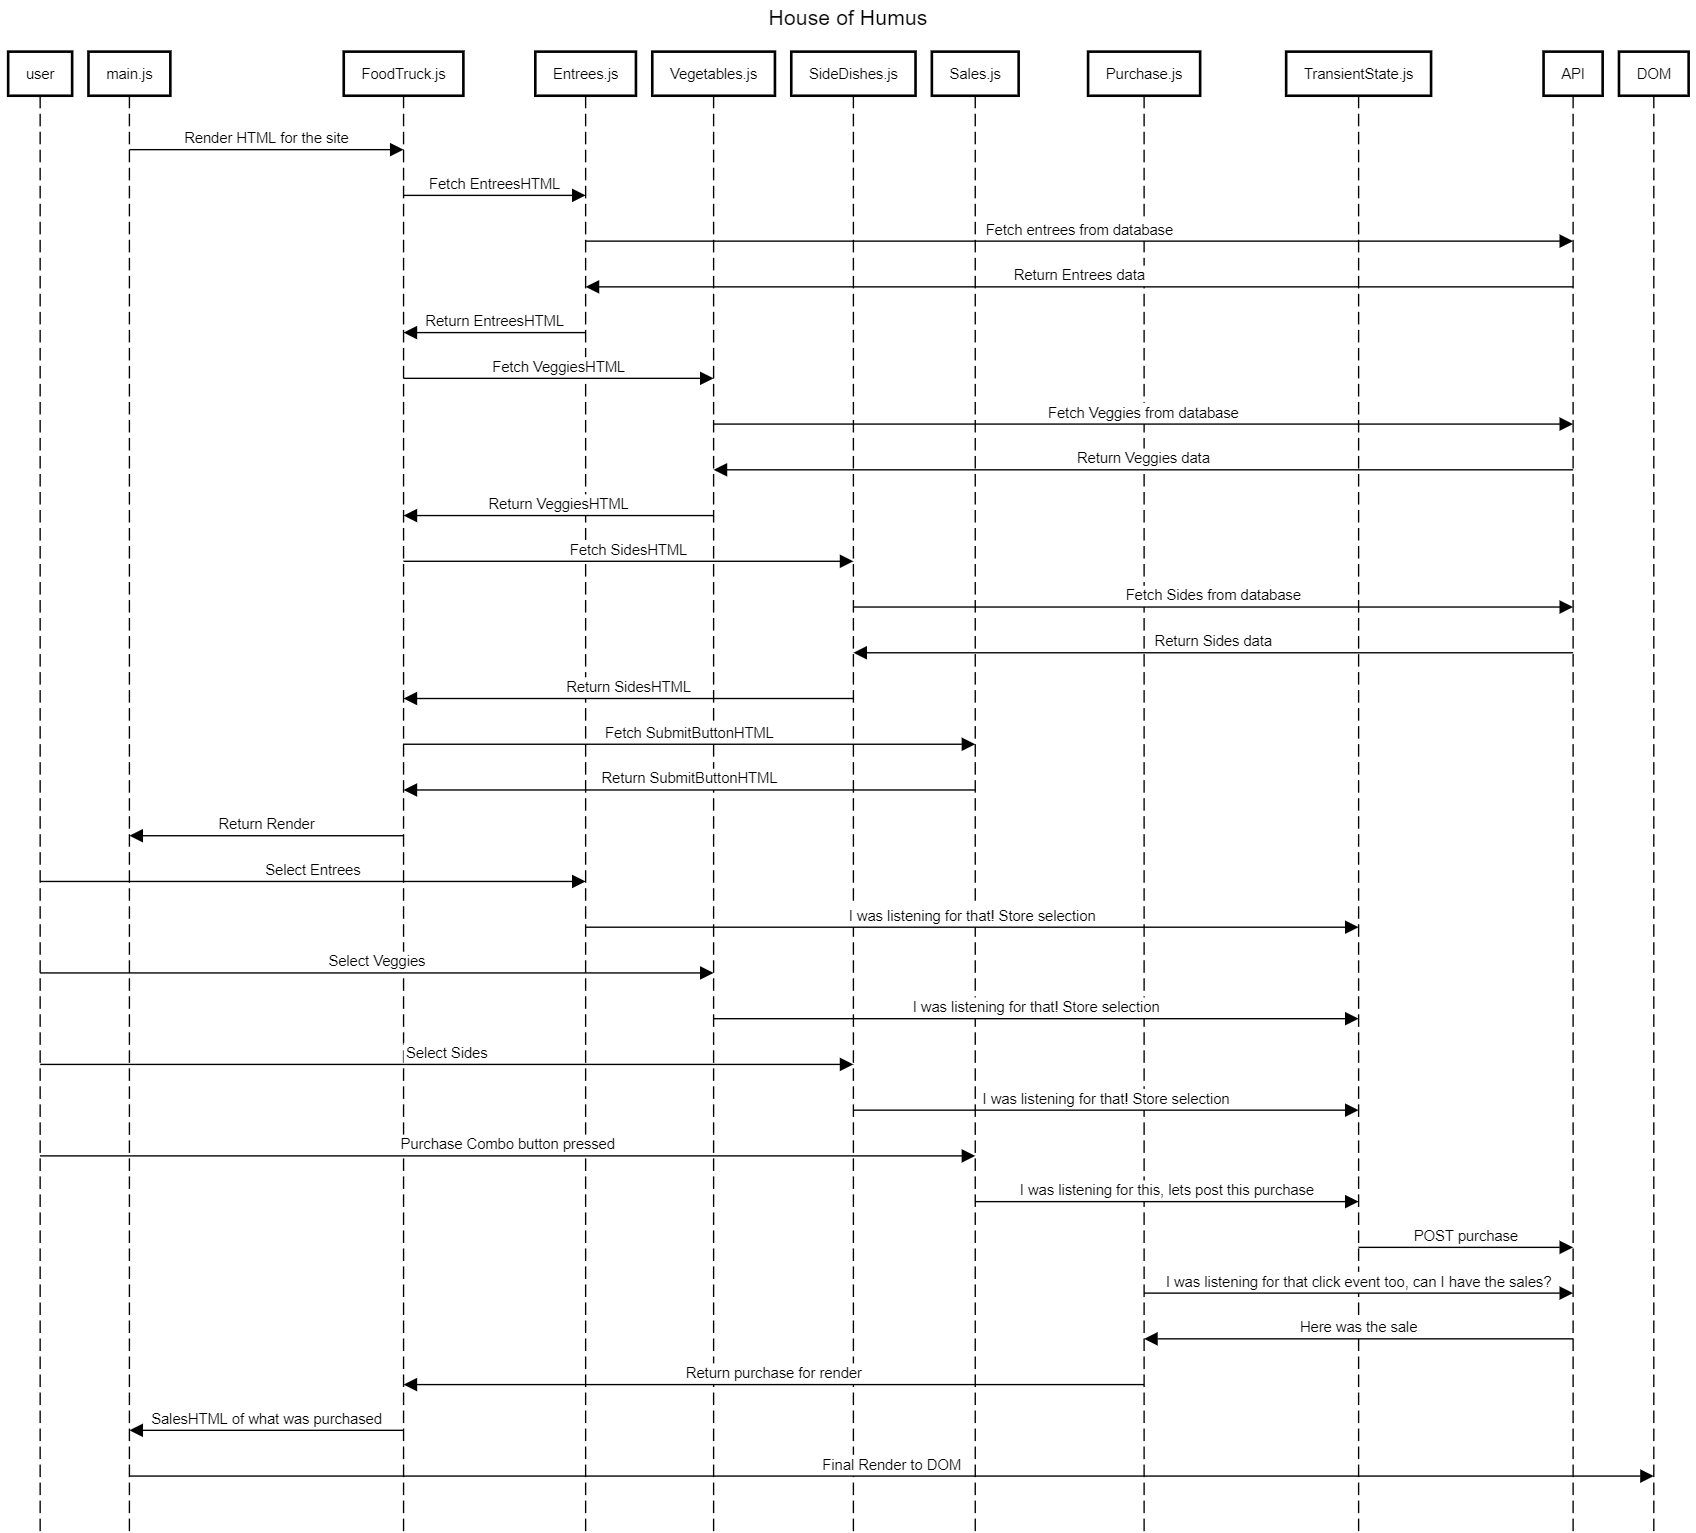 House of Humus
user
main.js
FoodTruck.js
Entrees.js
Vegetables.js
SideDishes.js
Sales.js
Purchase.js
TransientState.js
API
DOM
Render HTML for the site
Fetch EntreesHTML
Fetch entrees from database
Return Entrees data
Return EntreesHTML
Fetch VeggiesHTML
Fetch Veggies from database
Return Veggies data
Return VeggiesHTML
Fetch SidesHTML
Fetch Sides from database
Return Sides data
Return SidesHTML
Fetch SubmitButtonHTML
Return SubmitButtonHTML
Return Render
Select Entrees
I was listening for that! Store selection
Select Veggies
I was listening for that! Store selection
Select Sides
I was listening for that! Store selection
Purchase Combo button pressed
I was listening for this, lets post this purchase
POST purchase
I was listening for that click event too, can I have the sales?
Here was the sale
Return purchase for render
SalesHTML of what was purchased
Final Render to DOM